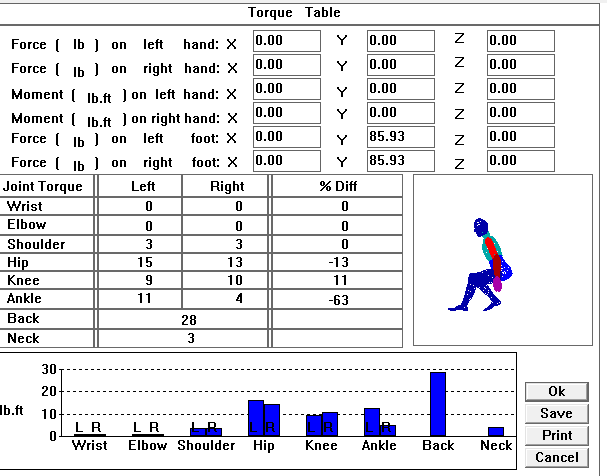 Torque Table
Force ( lb ) on left hand: X 0.00 Y 0.00 Z 0.00
Force ( lb ) on right hand: X 0.00 Y 0.00 Z 0.00
Moment ( lb.ft ) on left hand: X 0.00 Y 0.00 Z 0.00
Moment ( lb.ft ) on right hand: X 0.00 Y 0.00 Z 0.00
Force ( lb ) on left foot: X 0.00 Y 85.93 Z 0.00
Force ( lb ) on right foot: X 0.00 Y 85.93 Z 0.00
Joint Torque Left Right % Diff
Wrist 0 0 0
Elbow 0 0 0
Shoulder 3 3 0
Hip 15 13 -13
Knee 9 10 11
Ankle 11 4 -63
Back 28
Neck 3
30
20
lb.ft 10
0 L R L R L R L R L R L R
Wrist Elbow Shoulder Hip Knee Ankle Back Neck
Ok
Save
Print
Cancel